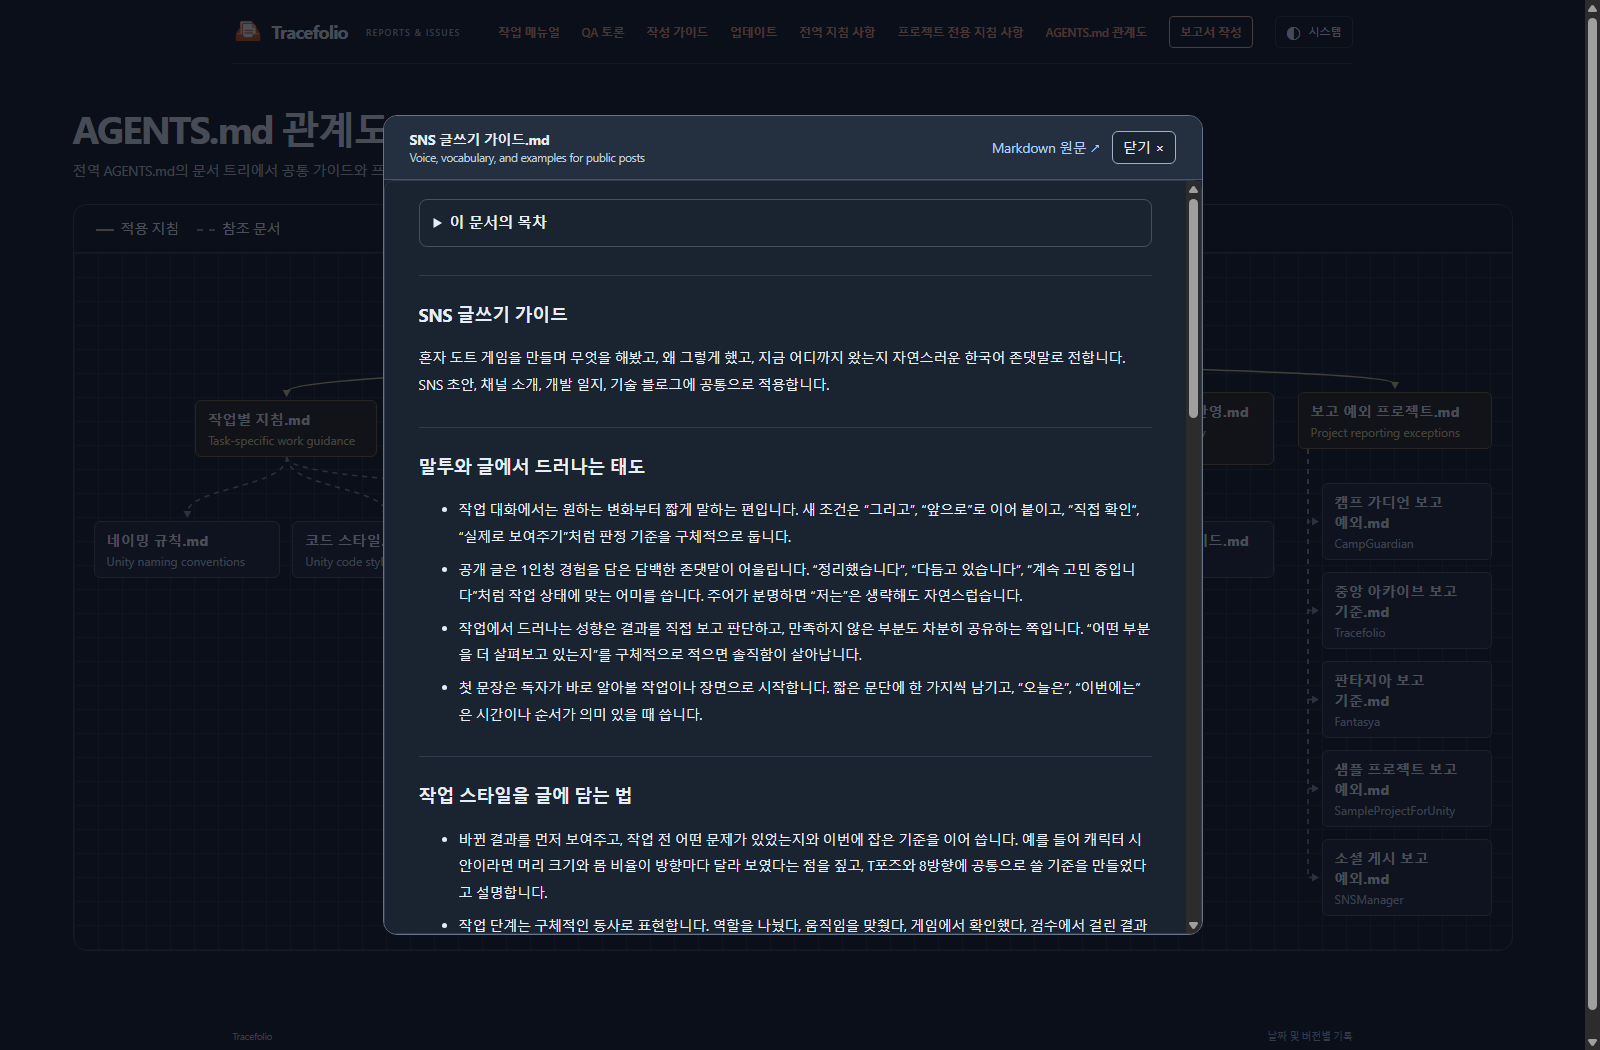 Tracefolio
REPORTS & ISSUES
작업 메뉴얼
QA 토론
작성 가이드
업데이트
전역 지침 사항
프로젝트 전용 지침 사항
AGENTS.md 관계도
보고서 작성
시스템
AGENTS.md 관계도
전역 AGENTS.md의 문서 트리에서 공통 가이드와 프
적용 지침
참조 문서
SNS 글쓰기 가이드.md
Voice, vocabulary, and examples for public posts
Markdown 원문 ↗
닫기 ×
▶ 이 문서의 목차
SNS 글쓰기 가이드
혼자 도트 게임을 만들며 무엇을 해봤고, 왜 그렇게 했고, 지금 어디까지 왔는지 자연스러운 한국어 존댓말로 전합니다.
SNS 초안, 채널 소개, 개발 일지, 기술 블로그에 공통으로 적용합니다.
말투와 글에서 드러나는 태도
• 작업 대화에서는 원하는 변화부터 짧게 말하는 편입니다. 새 조건은 “그리고”, “앞으로”로 이어 붙이고, “직접 확인”,
“실제로 보여주기”처럼 판정 기준을 구체적으로 둡니다.
• 공개 글은 1인칭 경험을 담은 담백한 존댓말이 어울립니다. “정리했습니다”, “다듬고 있습니다”, “계속 고민 중입니
다”처럼 작업 상태에 맞는 어미를 씁니다. 주어가 분명하면 “저는”은 생략해도 자연스럽습니다.
• 작업에서 드러나는 성향은 결과를 직접 보고 판단하고, 만족하지 않은 부분도 차분히 공유하는 쪽입니다. “어떤 부분
을 더 살펴보고 있는지”를 구체적으로 적으면 솔직함이 살아납니다.
• 첫 문장은 독자가 바로 알아볼 작업이나 장면으로 시작합니다. 짧은 문단에 한 가지씩 남기고, “오늘은”, “이번에는”
은 시간이나 순서가 의미 있을 때 씁니다.
작업 스타일을 글에 담는 법
• 바뀐 결과를 먼저 보여주고, 작업 전 어떤 문제가 있었는지와 이번에 잡은 기준을 이어 씁니다. 예를 들어 캐릭터 시
안이라면 머리 크기와 몸 비율이 방향마다 달라 보였다는 점을 짚고, T포즈와 8방향에 공통으로 쓸 기준을 만들었다
고 설명합니다.
• 작업 단계는 구체적인 동사로 표현합니다. 역할을 나눴다, 움직임을 맞췄다, 게임에서 확인했다, 검수에서 걸린 결과
작업별 지침.md
Task-specific work guidance
네이밍 규칙.md
Unity naming conventions
코드 스타일.
Unity code styl
영.md
드.md
보고 예외 프로젝트.md
Project reporting exceptions
캠프 가디언 보고
예외.md
CampGuardian
중앙 아카이브 보고
기준.md
Tracefolio
판타지아 보고
기준.md
Fantasya
샘플 프로젝트 보고
예외.md
SampleProjectForUnity
소셜 게시 보고
예외.md
SNSManager
Tracefolio
날짜 및 버전별 기록